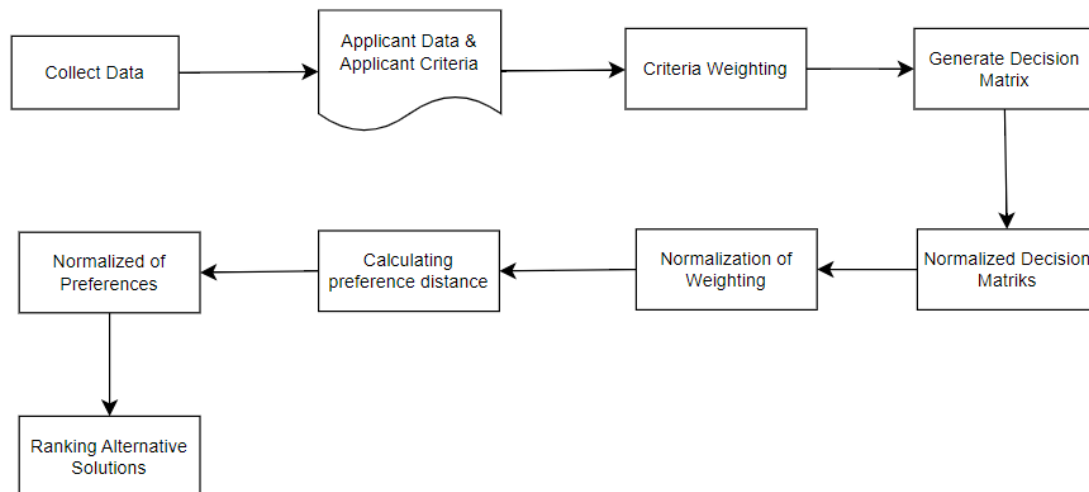 Collect Data
Applicant Data &
Applicant Criteria
Criteria Weighting
Generate Decision
Matrix
Normalized Decision
Matriks
Normalization of
Weighting
Calculating
preference distance
Normalized of
Preferences
Ranking Alternative
Solutions